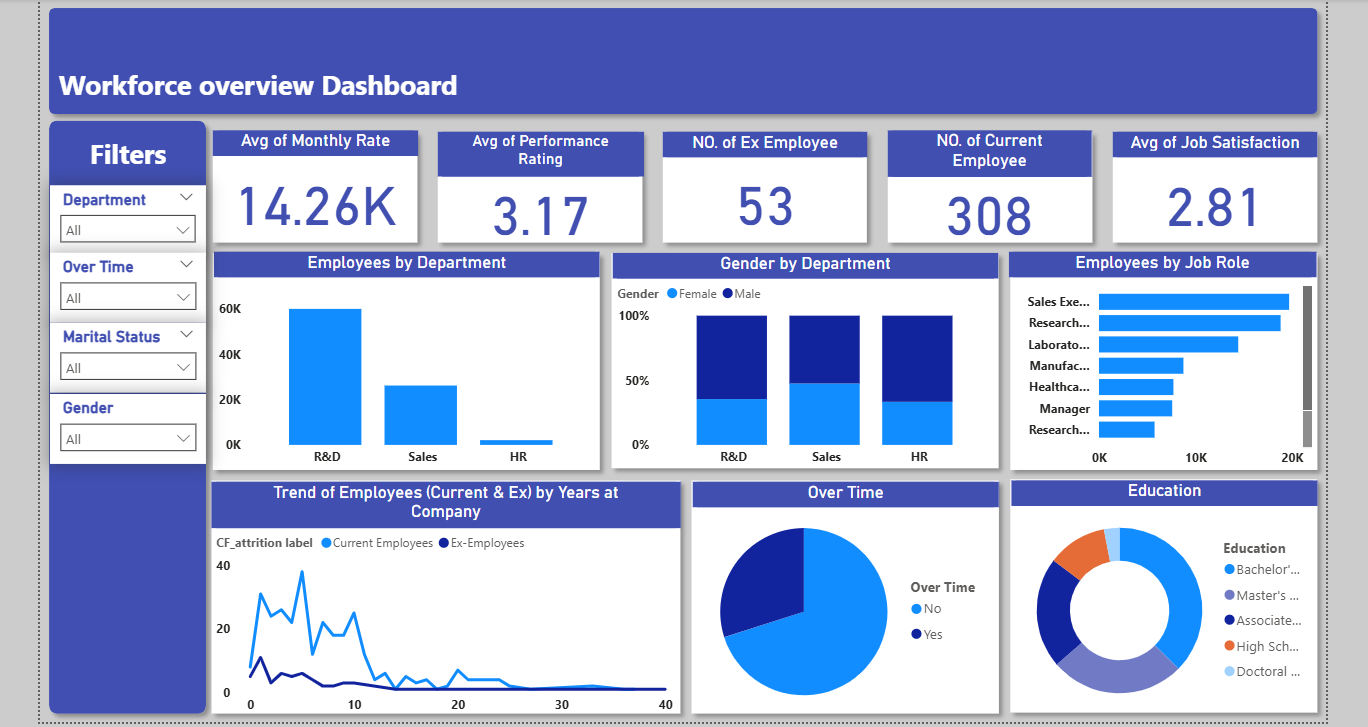 Workforce overview Dashboard
Filters
Department
All
Over Time
All
Marital Status
All
Gender
All
Avg of Monthly Rate
14.26K
Avg of Performance
Rating
3.17
NO. of Ex Employee
53
NO. of Current
Employee
308
Avg of Job Satisfaction
2.81
Employees by Department
60K
40K
20K
0K
R&D Sales HR
Gender by Department
Gender Female Male
100%
50%
0%
R&D Sales HR
Employees by Job Role
Sales Exe...
Research...
Laborato...
Manufac...
Healthca...
Manager
Research...
0K 10K 20K
Trend of Employees (Current & Ex) by Years at
Company
CF_attrition label Current Employees Ex-Employees
40
20
0
0 10 20 30 40
Over Time
Over Time
No
Yes
Education
Education
Bachelor'...
Master's ...
Associate...
High Sch...
Doctoral ...